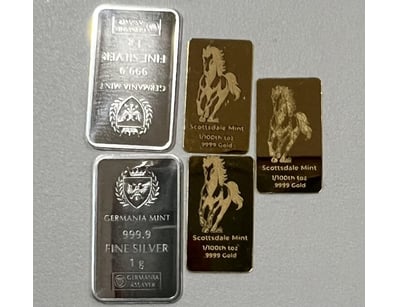 1 g
FINE SILVER
999.9
GERMANIA MINT
Scottsdale Mint
1/100th toz
.9999 Gold
Scottsdale Mint
1/100th toz
.9999 Gold
GERMANIA MINT
999.9
FINE SILVER
1 g
GERMANIA
ASSAYER
Scottsdale Mint
1/100th toz
.9999 Gold